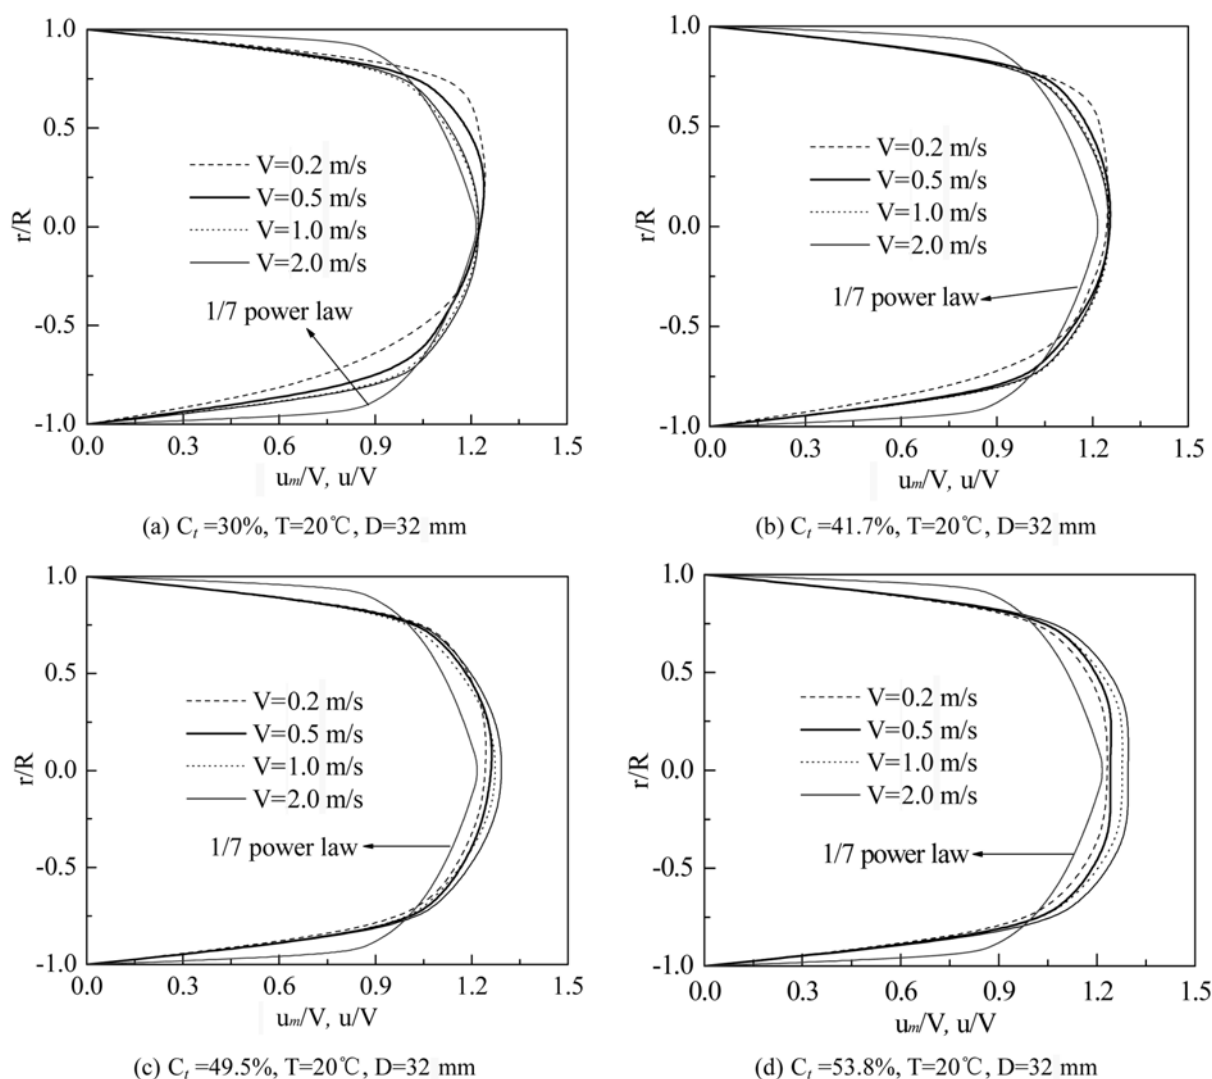 1.0
0.5
0.0
-0.5
-1.0
r/R
V=0.2 m/s
V=0.5 m/s
V=1.0 m/s
V=2.0 m/s
1/7 power law
0.0 0.3 0.6 0.9 1.2 1.5
um/V, u/V
(a) Ct =30%, T=20℃, D=32 mm
1.0
0.5
0.0
-0.5
-1.0
r/R
V=0.2 m/s
V=0.5 m/s
V=1.0 m/s
V=2.0 m/s
1/7 power law
0.0 0.3 0.6 0.9 1.2 1.5
um/V, u/V
(b) Ct =41.7%, T=20℃, D=32 mm
1.0
0.5
0.0
-0.5
-1.0
r/R
V=0.2 m/s
V=0.5 m/s
V=1.0 m/s
V=2.0 m/s
1/7 power law
0.0 0.3 0.6 0.9 1.2 1.5
um/V, u/V
(c) Ct =49.5%, T=20℃, D=32 mm
1.0
0.5
0.0
-0.5
-1.0
r/R
V=0.2 m/s
V=0.5 m/s
V=1.0 m/s
V=2.0 m/s
1/7 power law
0.0 0.3 0.6 0.9 1.2 1.5
um/V, u/V
(d) Ct =53.8%, T=20℃, D=32 mm